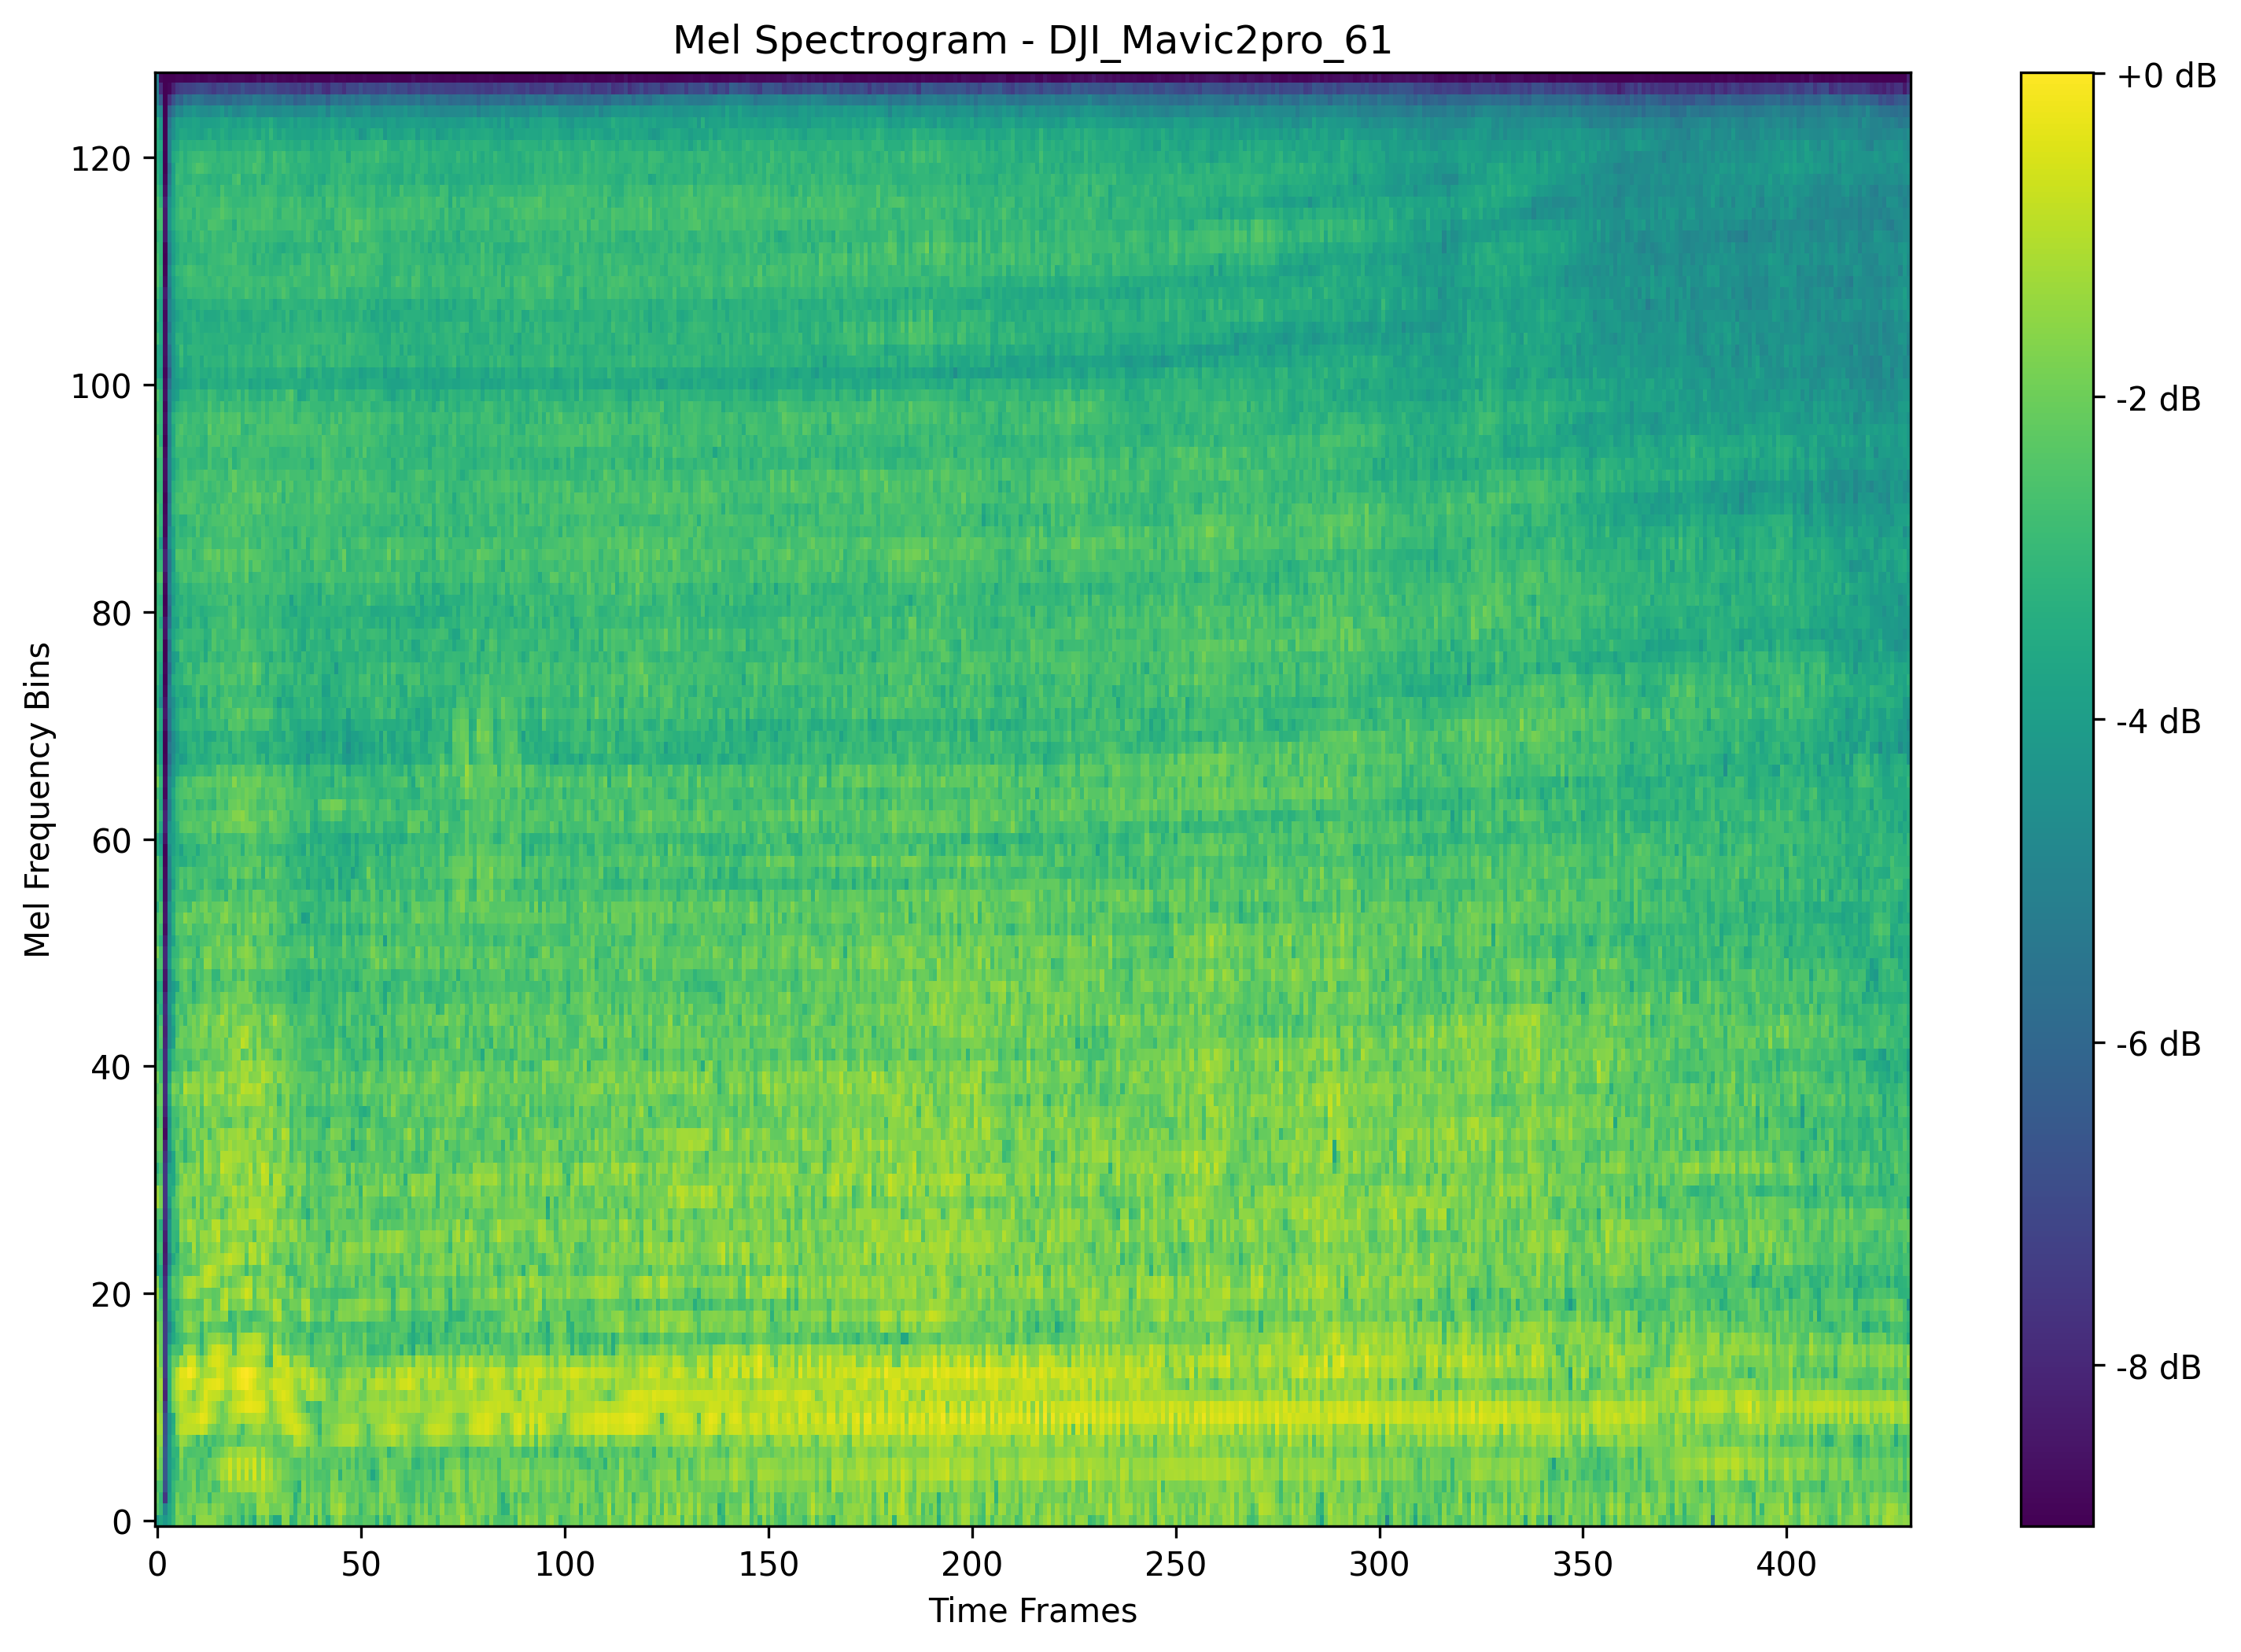 Mel Spectrogram - DJI_Mavic2pro_61
+0 dB
-2 dB
-4 dB
-6 dB
-8 dB
Mel Frequency Bins
120
100
80
60
40
20
0
0 50 100 150 200 250 300 350 400
Time Frames